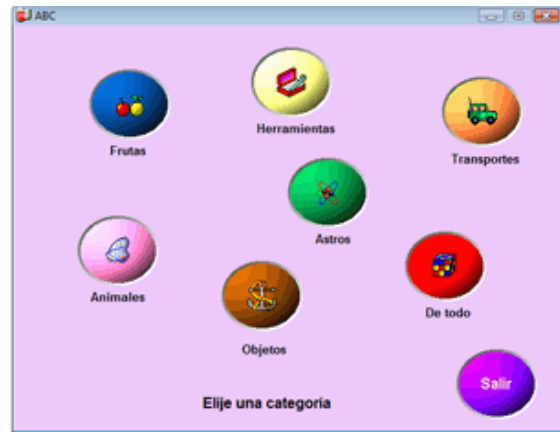 ABC
Herramientas
Frutas
Transportes
Astros
Animales
De todo
Objetos
Salir
Elije una categoría